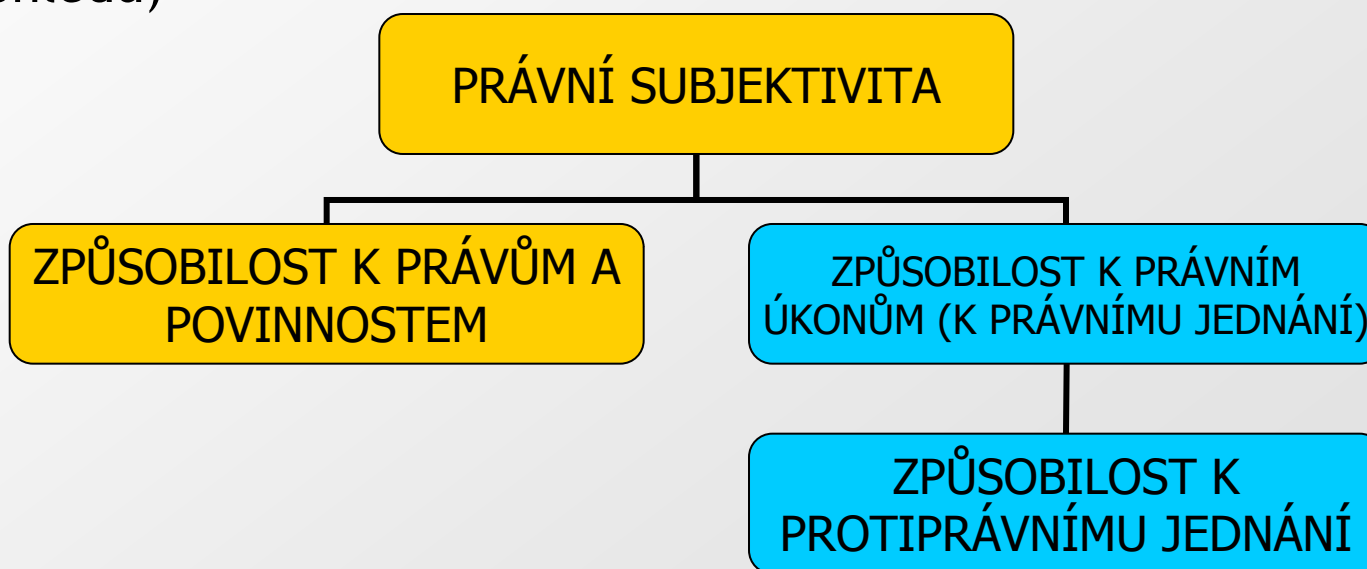 PRÁVNÍ SUBJEKTIVITA
ZPŮSOBILOST K PRÁVŮM A
POVINNOSTEM
ZPŮSOBILOST K PRÁVNÍM
ÚKONŮM (K PRÁVNÍMU JEDNÁNÍ)
ZPŮSOBILOST K
PROTIPRÁVNÍMU JEDNÁNÍ